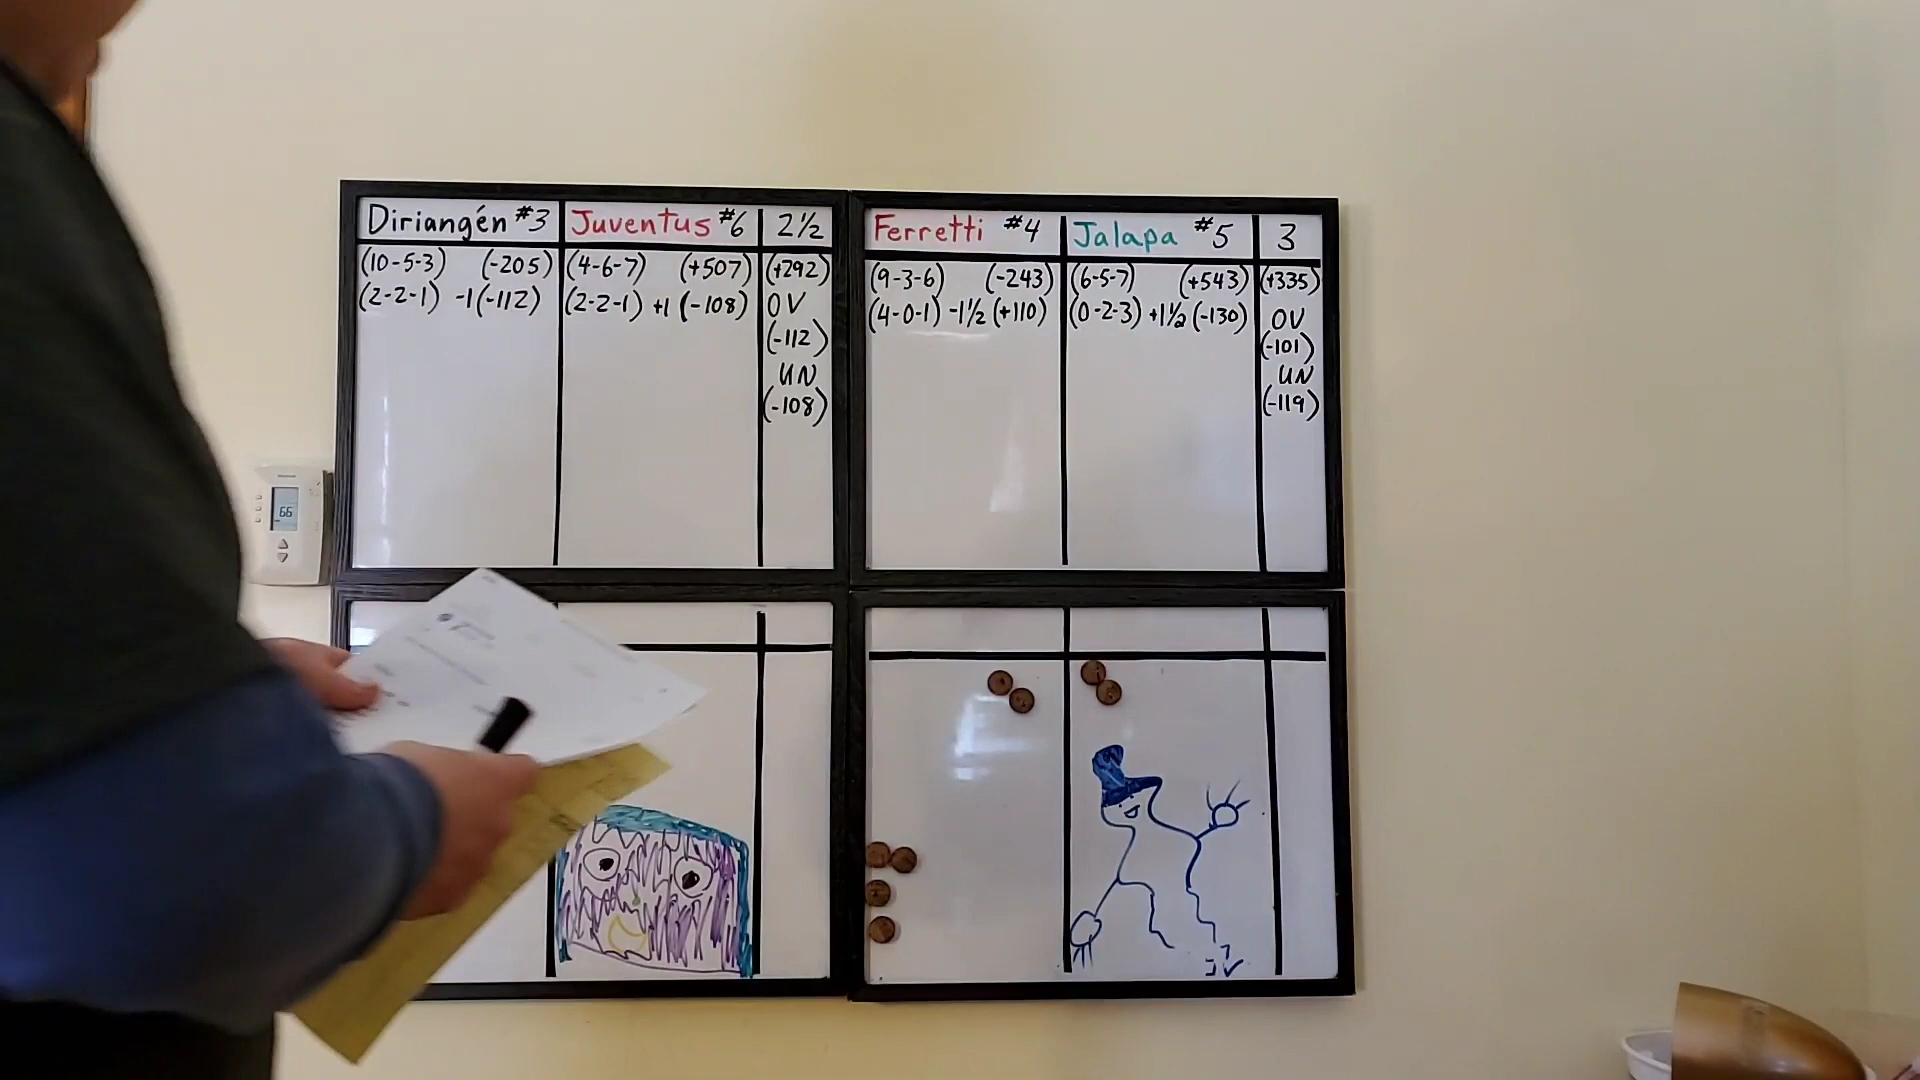 Diriangén #3 Juventus #6 2½
(10-5-3) (-205) (4-6-7) (+507) (+292)
(2-2-1) -1 (-112) (2-2-1) +1 (-108) OV
(-112)
UN
(-108)
Ferretti #4 Jalapa #5 3
(9-3-6) (-243) (6-5-7) (+543) (+335)
(4-0-1) -1½ (+110) (0-2-3) +1½ (-130) OV
(-101)
UN
(-119)
66